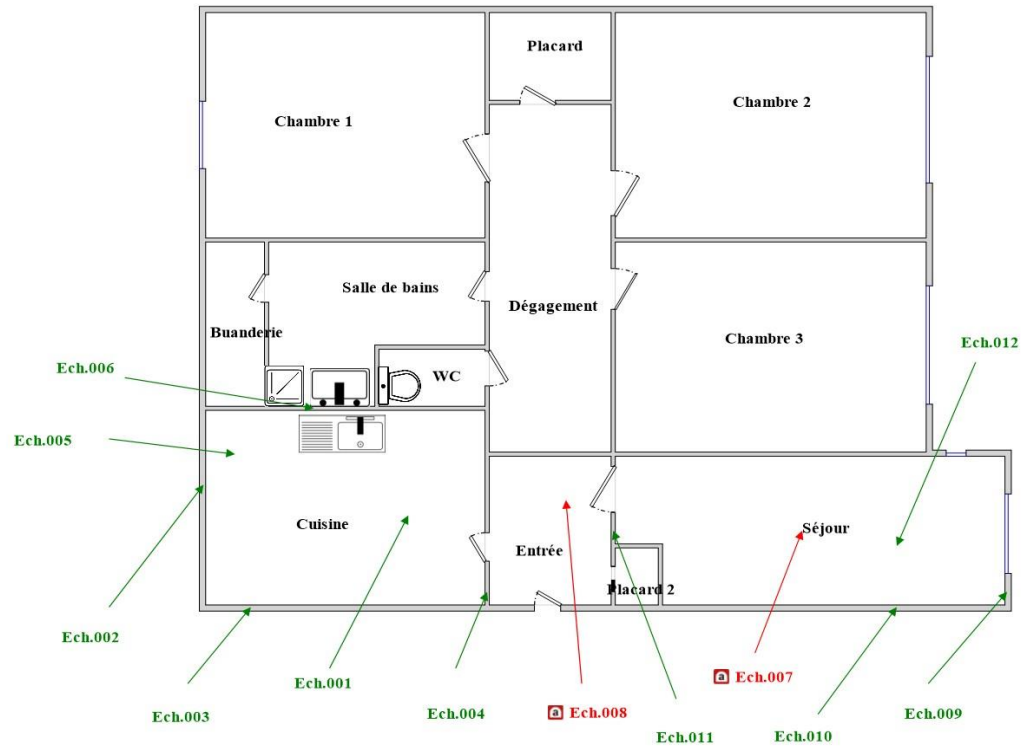 Placard
Chambre 2
Chambre 1
Salle de bains
Dégagement
Buanderie
Chambre 3
Ech.012
Ech.006
WC
Ech.005
Cuisine
Séjour
Entrée
Placard 2
Ech.002
Ech.001
a Ech.007
Ech.003
Ech.004
a Ech.008
Ech.009
Ech.011
Ech.010